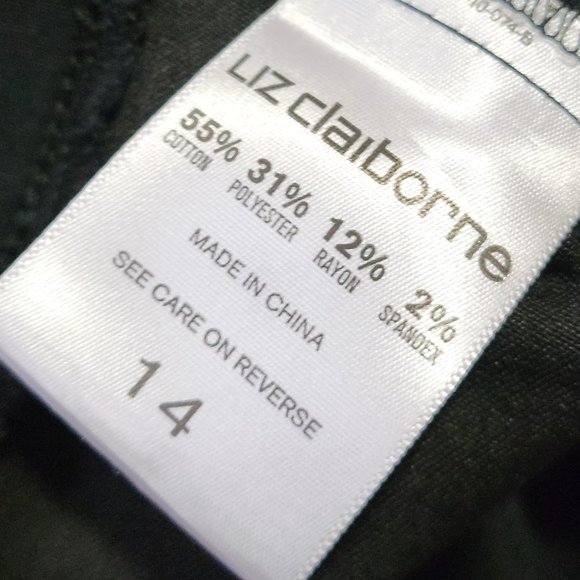 LIZ claiborne
55% 31% 12% 2%
COTTON POLYESTER RAYON SPANDEX
MADE IN CHINA
SEE CARE ON REVERSE
14